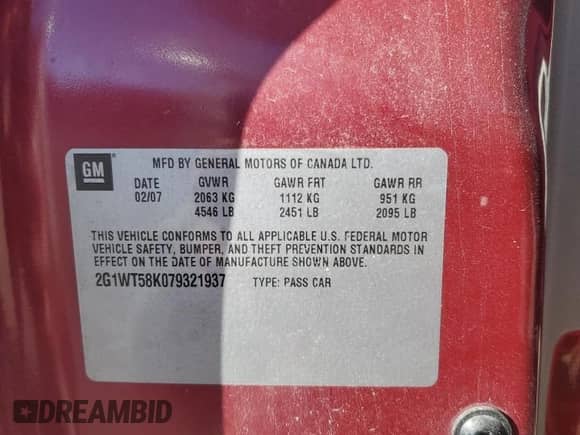 GM
MFD BY GENERAL MOTORS OF CANADA LTD.
DATE GVWR GAWR FRT GAWR RR
02/07 2063 KG 1112 KG 951 KG
4546 LB 2451 LB 2095 LB
THIS VEHICLE CONFORMS TO ALL APPLICABLE U.S. FEDERAL MOTOR
VEHICLE SAFETY, BUMPER, AND THEFT PREVENTION STANDARDS IN
EFFECT ON THE DATE OF MANUFACTURE SHOWN ABOVE.
2G1WT58K079321937 TYPE: PASS CAR
DREAMBID